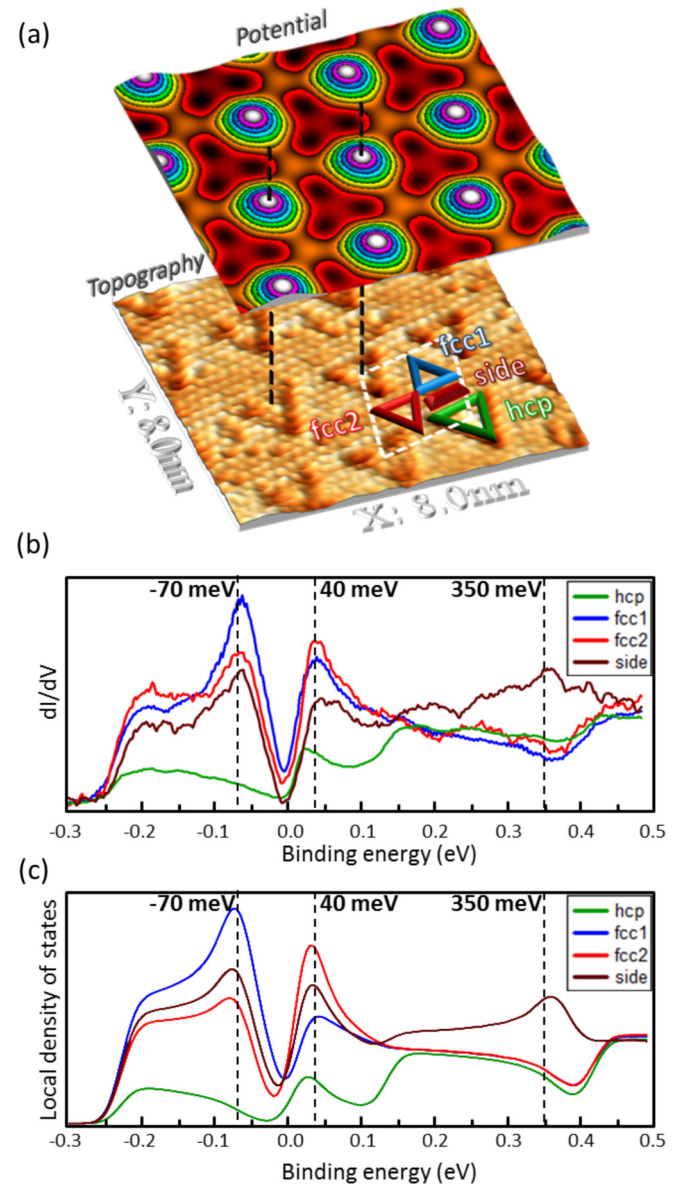 (a)
Potential
Topography
fcc1
side
fcc2
hcp
Y: 8.0nm
X: 8.0nm
(b)
-70 meV 40 meV 350 meV
hcp
fcc1
fcc2
side
dI/dV
-0.3 -0.2 -0.1 0.0 0.1 0.2 0.3 0.4 0.5
Binding energy (eV)
(c)
-70 meV 40 meV 350 meV
hcp
fcc1
fcc2
side
Local density of states
-0.3 -0.2 -0.1 0.0 0.1 0.2 0.3 0.4 0.5
Binding energy (eV)